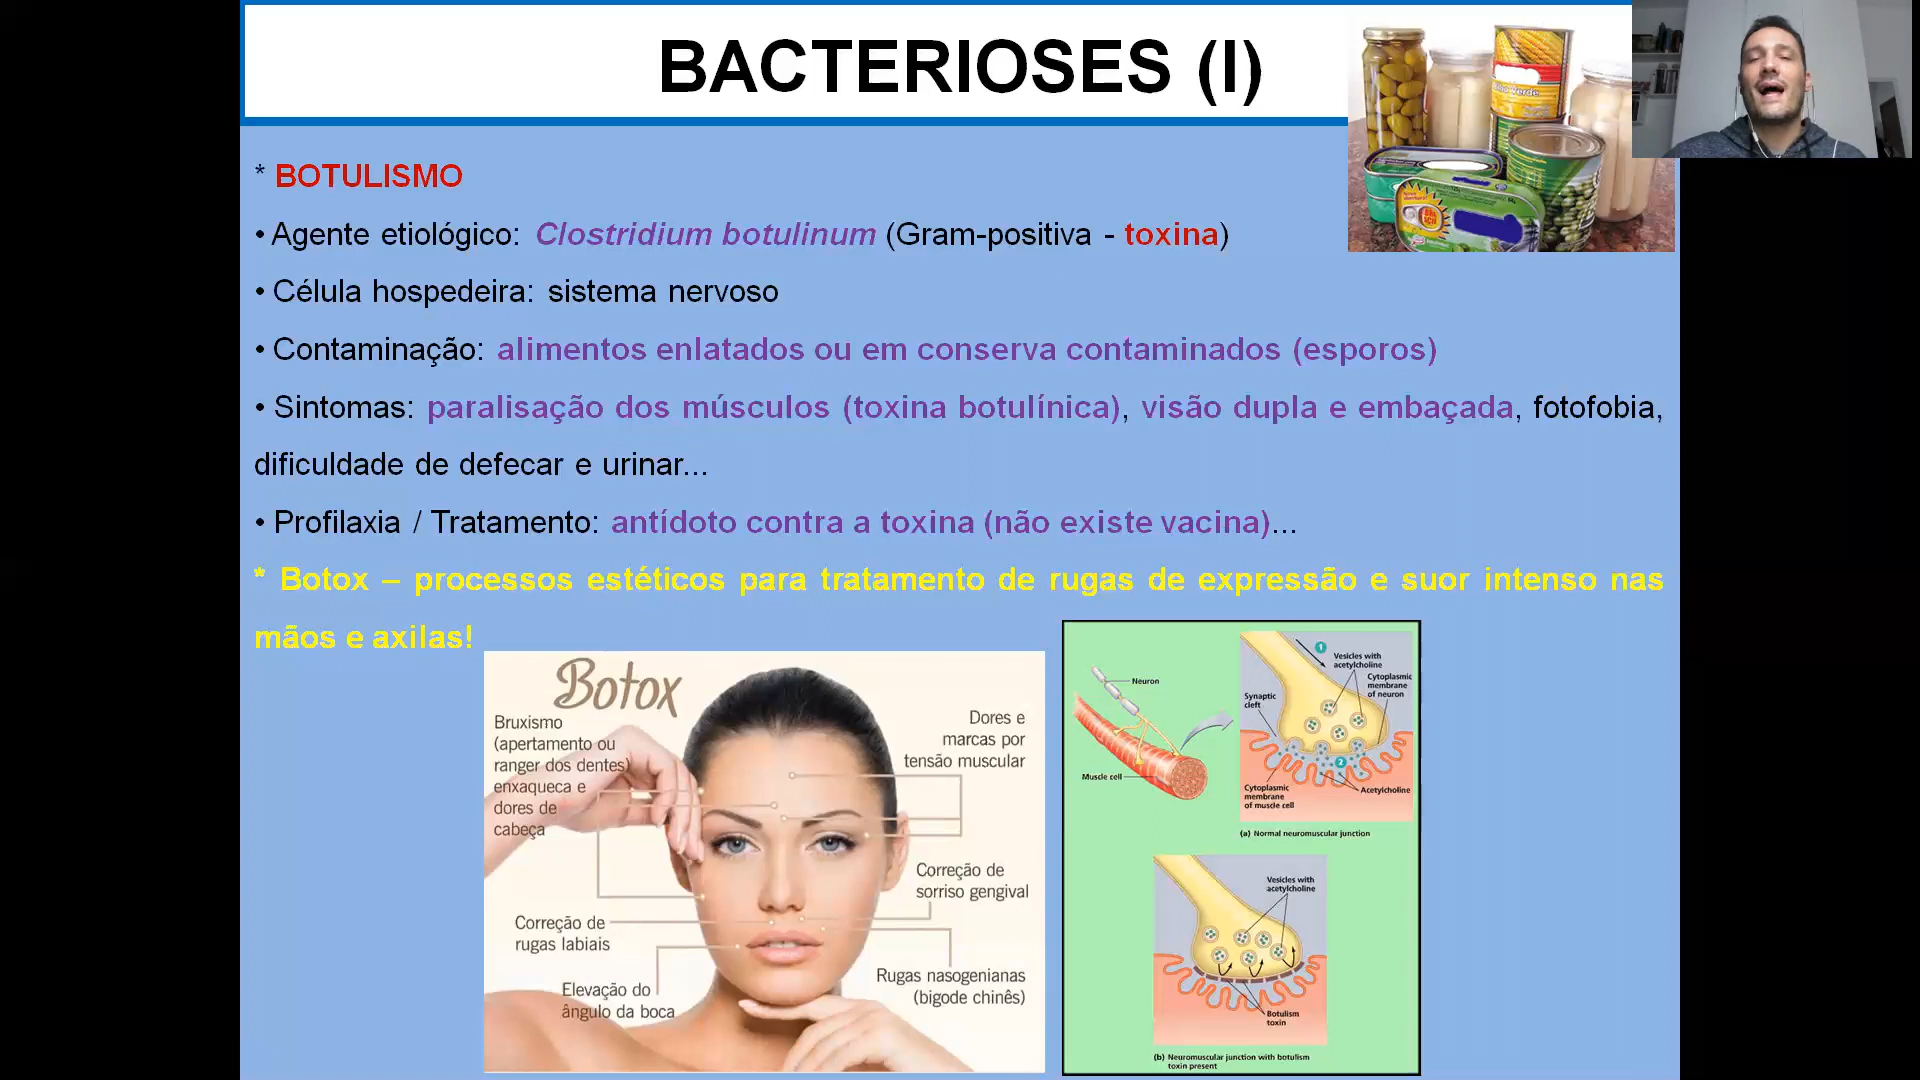 BACTERIOSES (I)
* BOTULISMO
• Agente etiológico: Clostridium botulinum (Gram-positiva - toxina)
• Célula hospedeira: sistema nervoso
• Contaminação: alimentos enlatados ou em conserva contaminados (esporos)
• Sintomas: paralisação dos músculos (toxina botulínica), visão dupla e embaçada, fotofobia,
dificuldade de defecar e urinar...
• Profilaxia / Tratamento: antídoto contra a toxina (não existe vacina)...
* Botox – processos estéticos para tratamento de rugas de expressão e suor intenso nas
mãos e axilas!
Botox
Bruxismo
(apertamento ou
ranger dos dentes)
enxaqueca e
dores de
cabeça
Dores e
marcas por
tensão muscular
Correção de
sorriso gengival
Correção de
rugas labiais
Rugas nasogenianas
(bigode chinês)
Elevação do
ângulo da boca
Neuron
Muscle cell
1
Vesicles with
acetylcholine
Cytoplasmic
membrane
of neuron
Synaptic
cleft
2
Cytoplasmic
membrane
of muscle cell
Acetylcholine
(a) Normal neuromuscular junction
Vesicles with
acetylcholine
Botulism
toxin
(b) Neuromuscular junction with botulism
toxin present